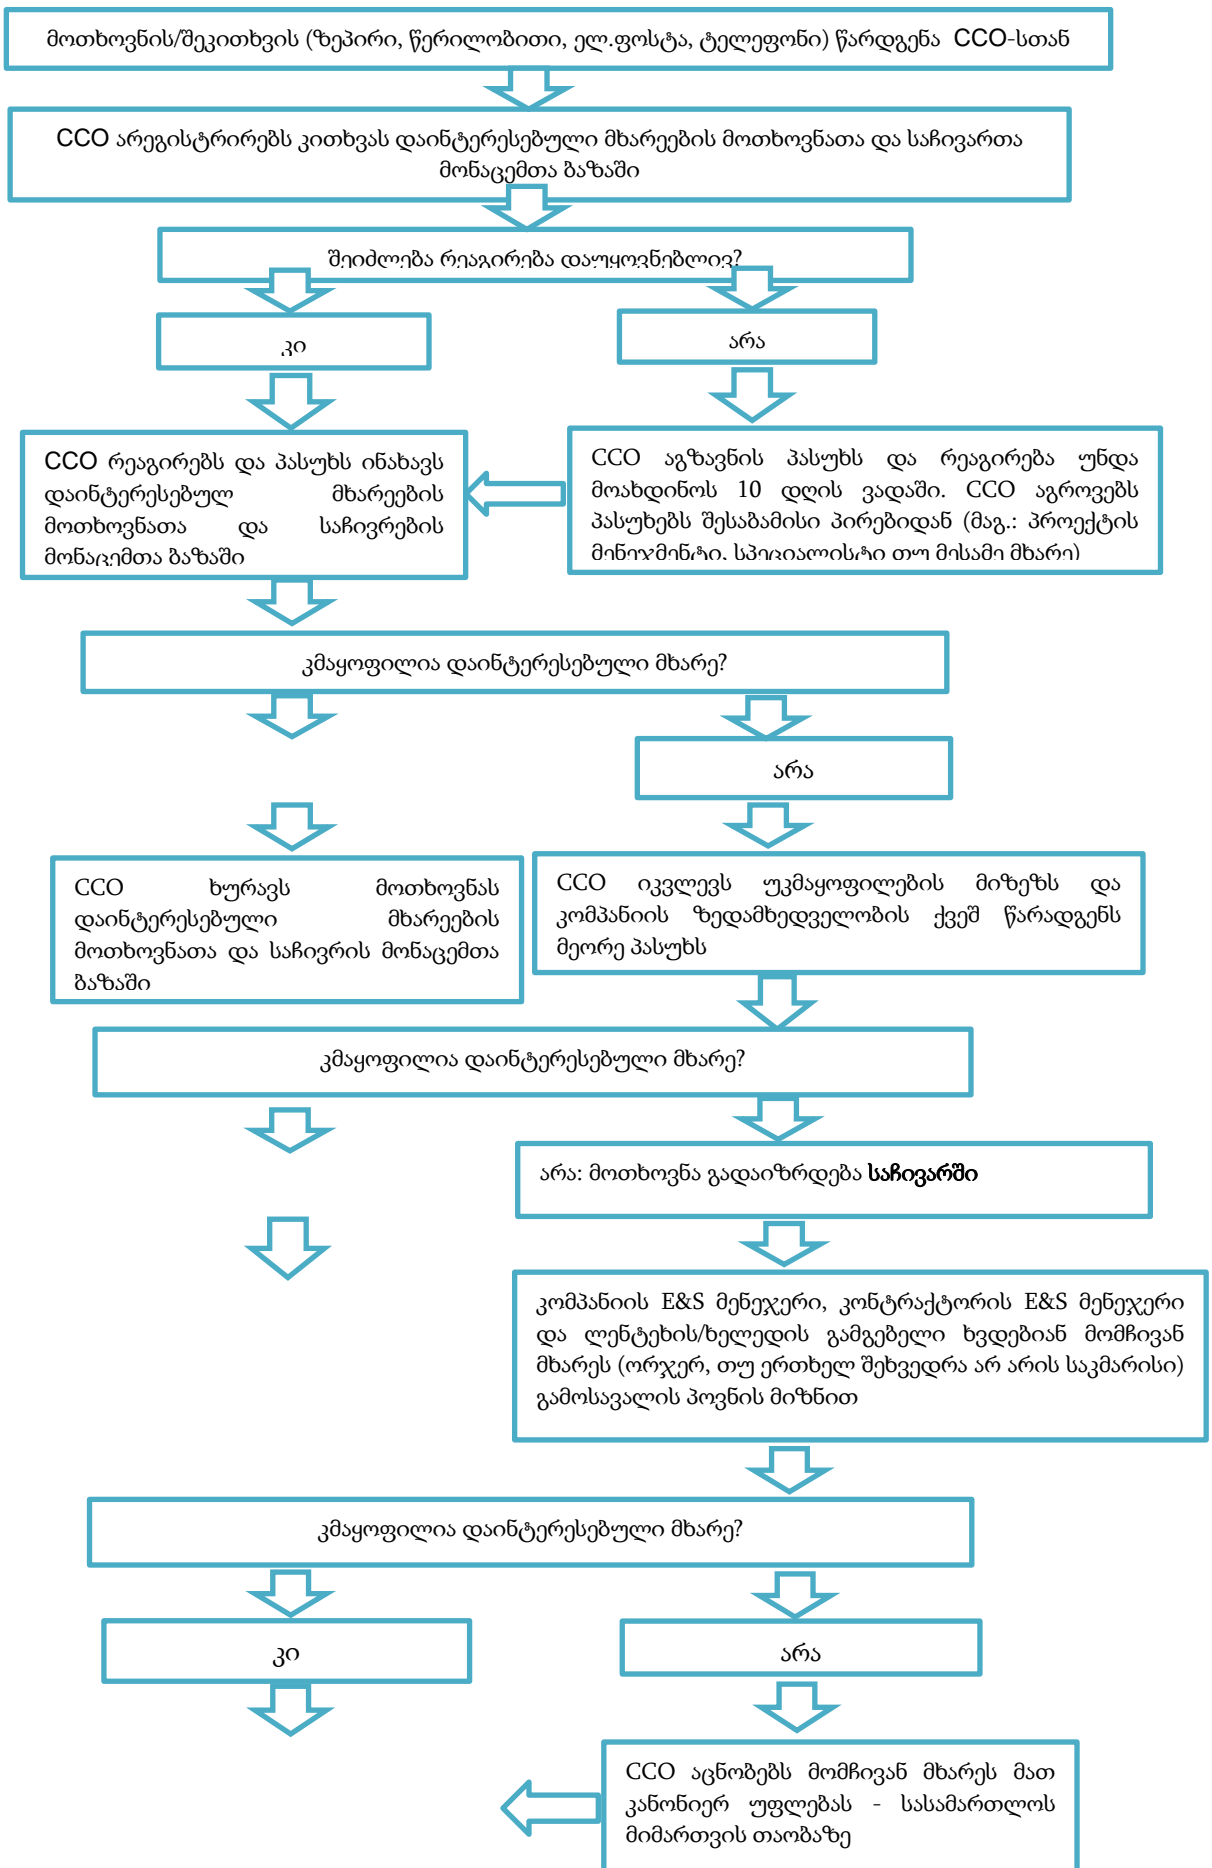 მოთხოვნის/შეკითხვის (ზეპირი, წერილობითი, ელ.ფოსტა, ტელეფონი) წარდგენა CCO-სთან
CCO არეგისტრირებს კითხვას დაინტერესებული მხარეების მოთხოვნათა და საჩივართა
მონაცემთა ბაზაში
შეიძლება რეაგირება დაუყოვნებლივ?
კი
არა
CCO რეაგირებს და პასუხს ინახავს
დაინტერესებულ მხარეების
მოთხოვნათა და საჩივრების
მონაცემთა ბაზაში
CCO აგზავნის პასუხს და რეაგირება უნდა
მოახდინოს 10 დღის ვადაში. CCO აგროვებს
პასუხებს შესაბამისი პირებიდან (მაგ.: პროექტის
მენეჯმენტი, სპეციალისტი თუ მესამე მხარე)
კმაყოფილია დაინტერესებული მხარე?
არა
CCO ხურავს მოთხოვნას
დაინტერესებული მხარეების
მოთხოვნათა და საჩივრის მონაცემთა
ბაზაში
CCO იკვლევს უკმაყოფილების მიზეზს და
კომპანიის ზედამხედველობის ქვეშ წარადგენს
მეორე პასუხს
კმაყოფილია დაინტერესებული მხარე?
არა: მოთხოვნა გადაიზრდება საჩივარში
კომპანიის E&S მენეჯერი, კონტრაქტორის E&S მენეჯერი
და ლენტეხის/ხელედის გამგებელი ხვდებიან მომჩივან
მხარეს (ორჯერ, თუ ერთხელ შეხვედრა არ არის საკმარისი)
გამოსავალის პოვნის მიზნით
კმაყოფილია დაინტერესებული მხარე?
კი
არა
CCO აცნობებს მომჩივან მხარეს მათ
კანონიერ უფლებას - სასამართლოს
მიმართვის თაობაზე